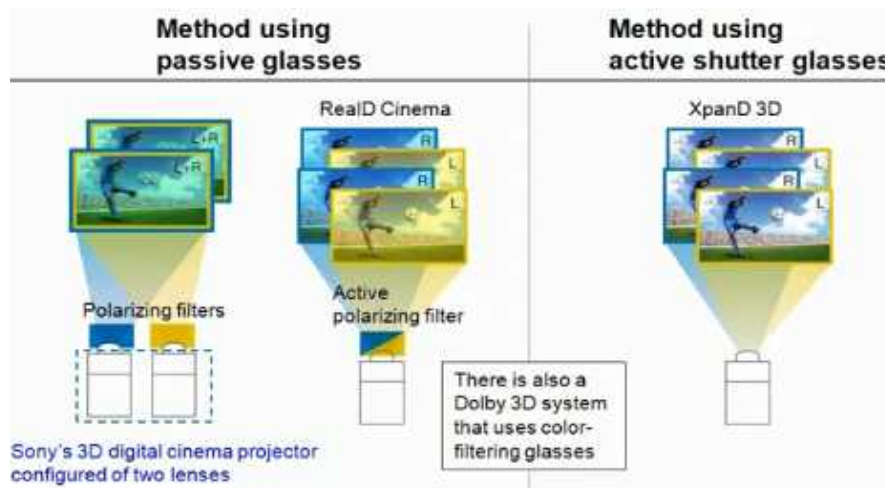 Method using
passive glasses
Method using
active shutter glasses
RealD Cinema
XpanD 3D
L+R
L+R
R
L
R
L
R
L
R
L
Polarizing filters
Active
polarizing filter
There is also a
Dolby 3D system
that uses color-
filtering glasses
Sony's 3D digital cinema projector
configured of two lenses